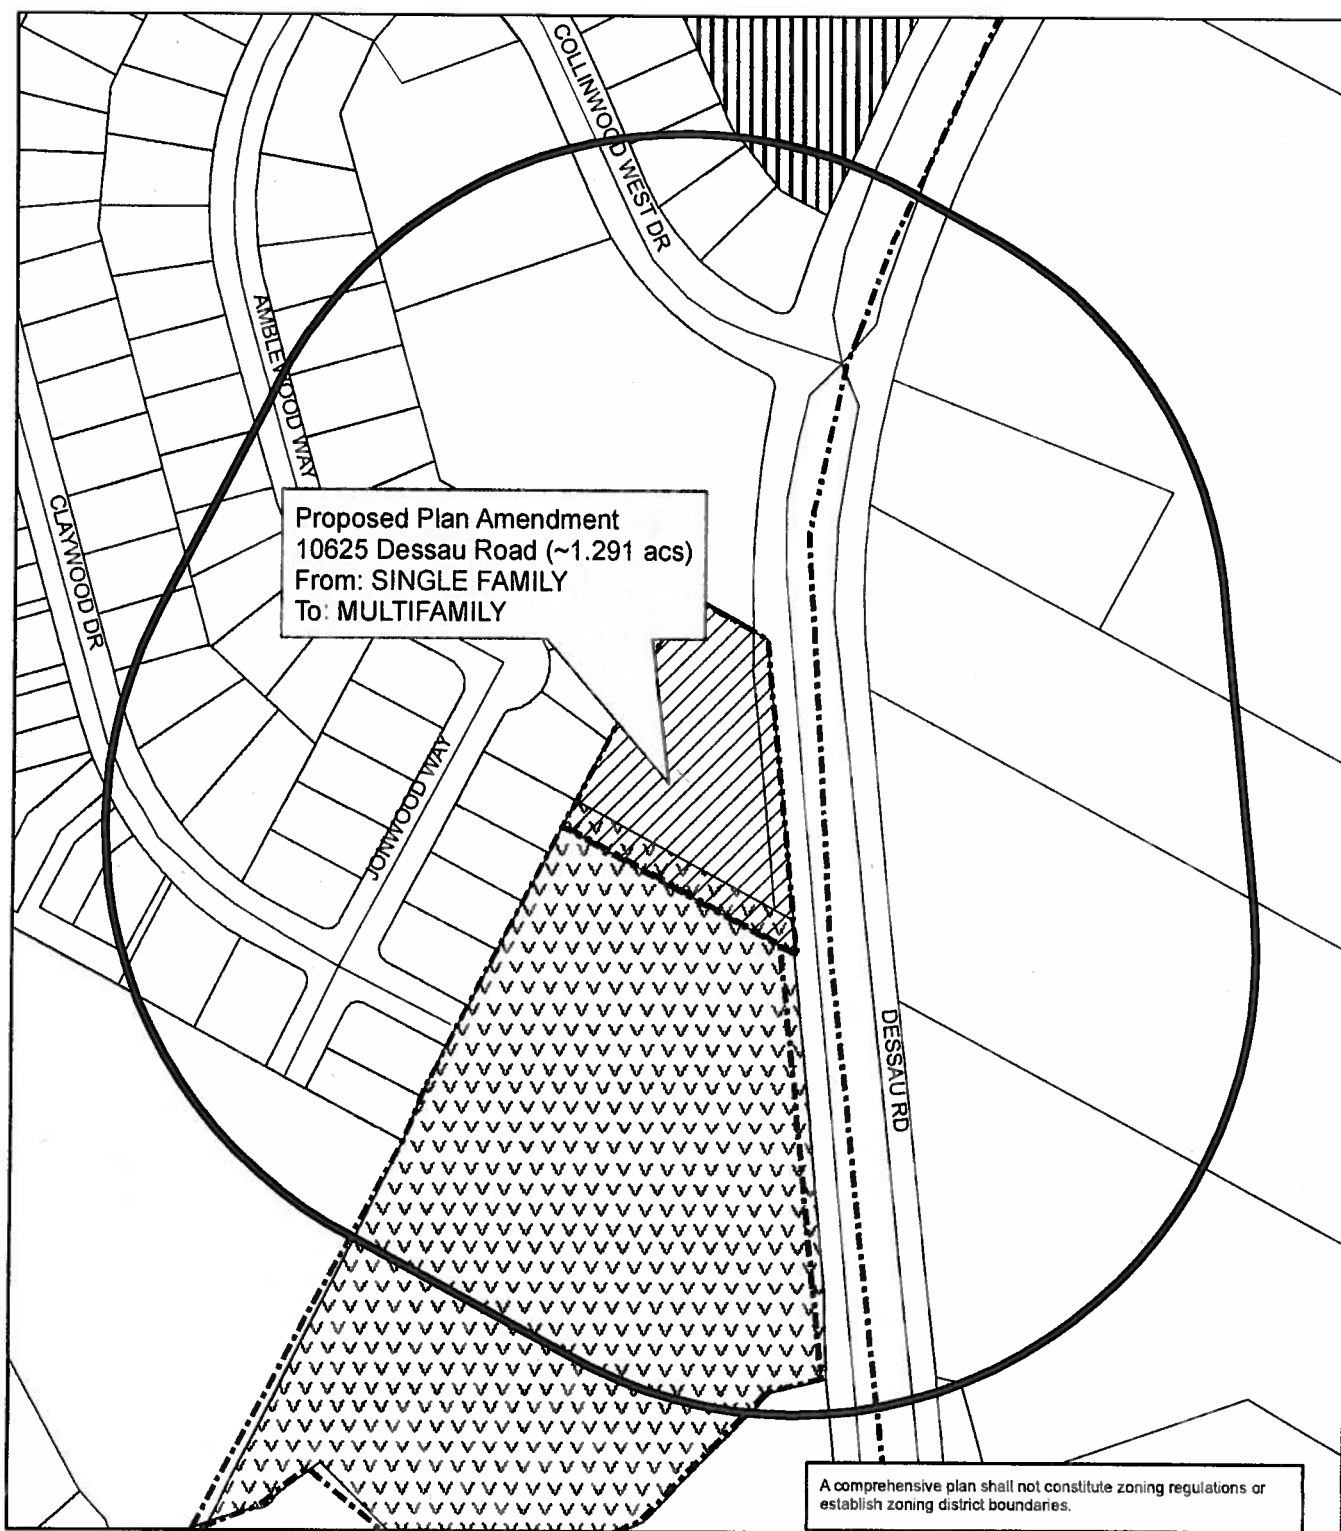 COLLINWOOD WEST DR
AMBLEWOOD WAY
CLAYWOOD DR
Proposed Plan Amendment
10625 Dessau Road (~1.291 acs)
From: SINGLE FAMILY
To: MULTIFAMILY
JONWOOD WAY
DESSAU RD
A comprehensive plan shall not constitute zoning regulations or
establish zoning district boundaries.